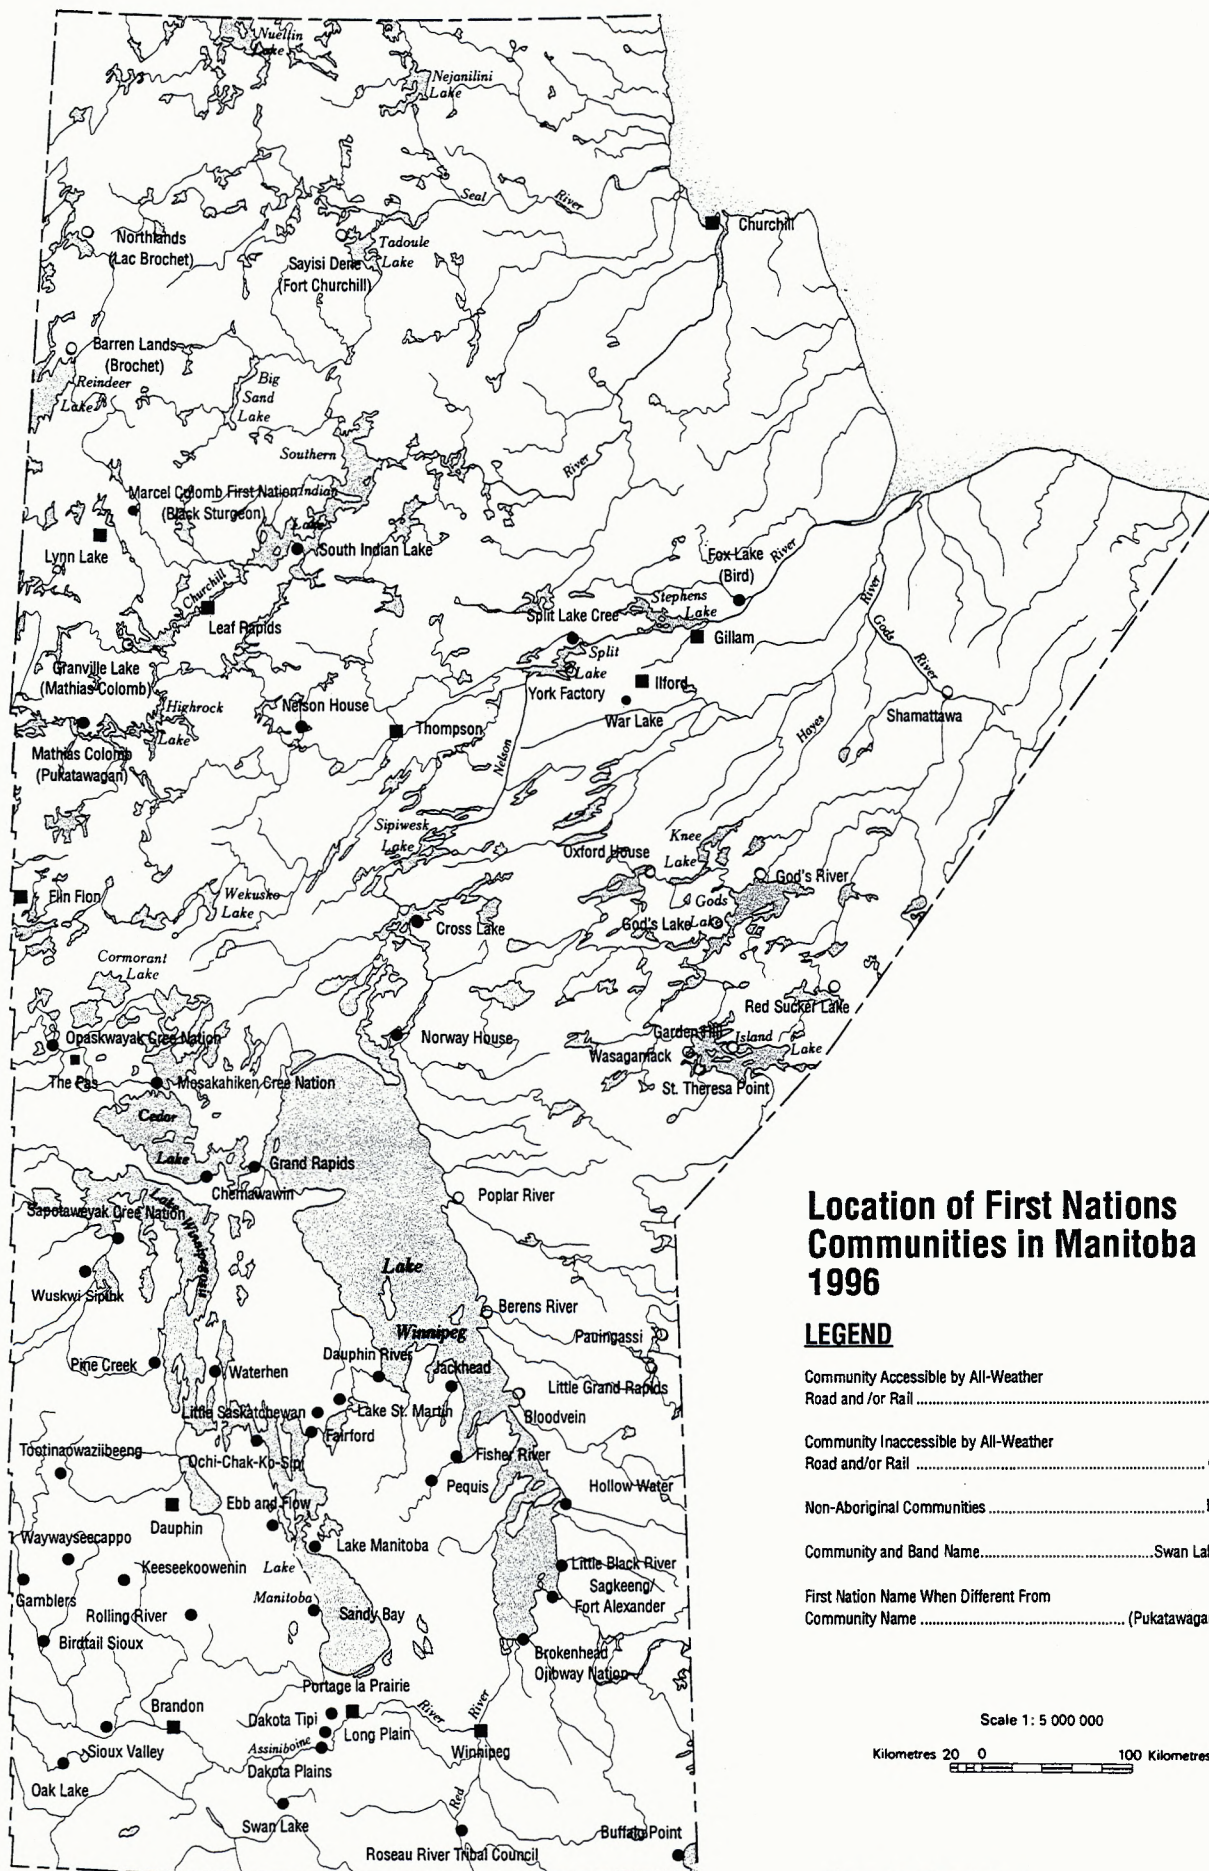 Nueltin
Lake
Nejanilini
Lake
Seal
River
Churchill
Northlands
(Lac Brochet)
Tadoule
Lake
Sayisi Dene
(Fort Churchill)
Barren Lands
(Brochet)
Reindeer
Lake
Big
Sand
Lake
Southern
Indian
Lake
River
Marcel Colomb First Nation
(Black Sturgeon)
Lynn Lake
South Indian Lake
Fox Lake
(Bird)
River
Churchill
Leaf Rapids
Stephens
Lake
Split Lake Cree
Gillam
River
Gods
River
Granville Lake
(Mathias Colomb)
Split
Lake
York Factory
Ilford
War Lake
Shamattawa
Highrock
Lake
Nelson House
Thompson
Nelson
Hayes
Mathias Colomb
(Pukatawagan)
Sipiwesk
Lake
Knee
Lake
Oxford House
God's River
Flin Flon
Wekusko
Lake
Gods
Lake
God's Lake
Cross Lake
Cormorant
Lake
Red Sucker Lake
Opaskwayak Cree Nation
Norway House
Garden Hill
Island
Lake
Wasagamack
St. Theresa Point
The Pas
Mosakahiken Cree Nation
Cedar
Lake
Grand Rapids
Chemawawin
Poplar River
Lake
Winnipegosis
Sapotaweyak Cree Nation
Wuskwi Sipihk
Lake
Winnipeg
Berens River
Pauingassi
Dauphin River
Jackhead
Pine Creek
Waterhen
Little Grand Rapids
Bloodvein
Little Saskatchewan
Lake St. Martin
Fairford
Tootinaowaziibeeng
Ochi-Chak-Ko-Sipi
Fisher River
Pequis
Hollow Water
Ebb and Flow
Dauphin
Waywayseecappo
Lake Manitoba
Keeseekoowenin
Lake
Manitoba
Little Black River
Sagkeeng/
Fort Alexander
Gamblers
Rolling River
Sandy Bay
Birdtail Sioux
Brokenhead
Ojibway Nation
Portage la Prairie
Brandon
Dakota Tipi
Long Plain
River
River
Winnipeg
Sioux Valley
Assiniboine
Dakota Plains
Oak Lake
Swan Lake
Red
Buffalo Point
Roseau River Tribal Council
Location of First Nations
Communities in Manitoba
1996
LEGEND
Community Accessible by All-Weather
Road and /or Rail
Community Inaccessible by All-Weather
Road and/or Rail
Non-Aboriginal Communities
Community and Band Name Swan La
First Nation Name When Different From
Community Name (Pukatawaga
Scale 1: 5 000 000
Kilometres 20 0 100 Kilometres